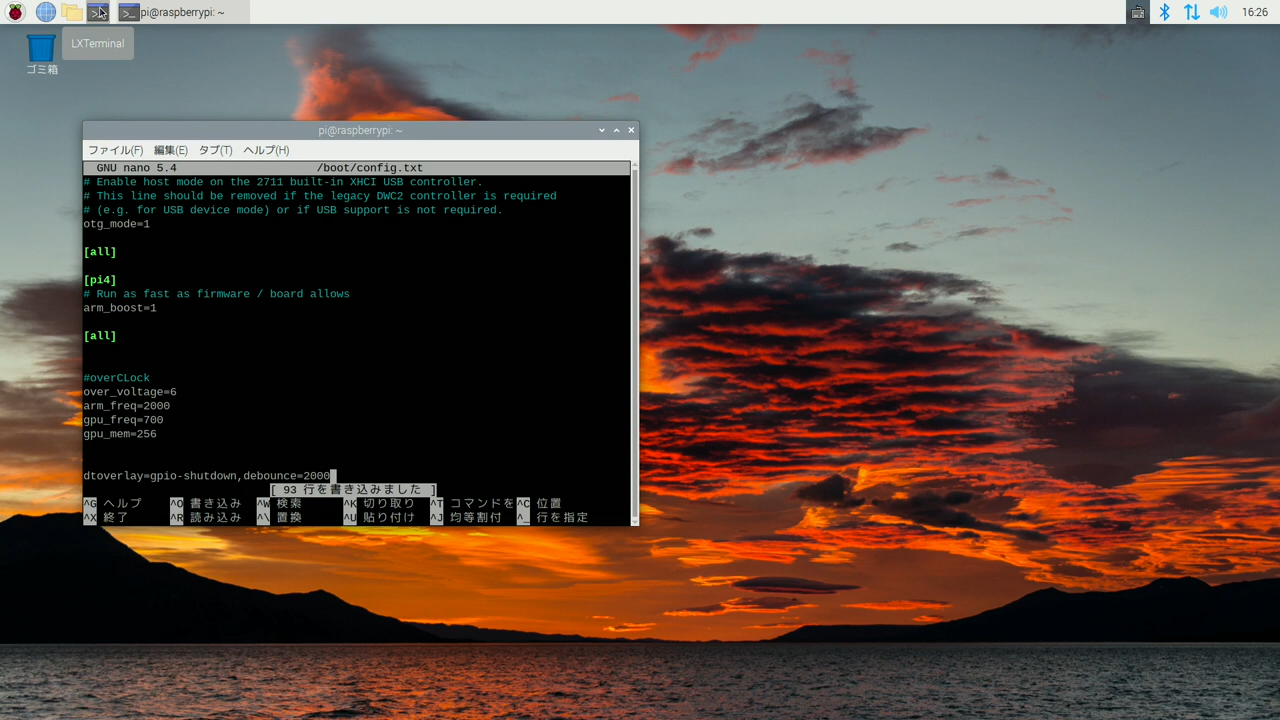 pi@raspberrypi: ~
16:26
LXTerminal
ゴミ箱
pi@raspberrypi: ~
ファイル(F) 編集(E) タブ(T) ヘルプ(H)
GNU nano 5.4 /boot/config.txt
# Enable host mode on the 2711 built-in XHCI USB controller.
# This line should be removed if the legacy DWC2 controller is required
# (e.g. for USB device mode) or if USB support is not required.
otg_mode=1
[all]
[pi4]
# Run as fast as firmware / board allows
arm_boost=1
[all]
#overCLock
over_voltage=6
arm_freq=2000
gpu_freq=700
gpu_mem=256
dtoverlay=gpio-shutdown,debounce=2000
[ 93 行を書き込みました ]
^G ヘルプ ^O 書き込み ^W 検索 ^K 切り取り ^T コマンドを ^C 位置
^X 終了 ^R 読み込み ^\ 置換 ^U 貼り付け ^J 均等割付 ^_ 行を指定